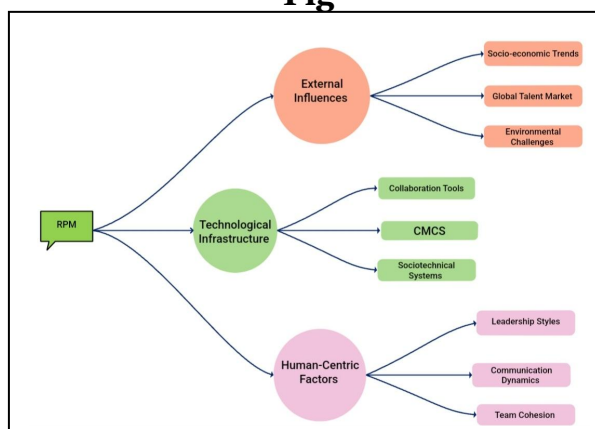 Fig
RPM
External
Influences
Socio-economic Trends
Global Talent Market
Environmental
Challenges
Technological
Infrastructure
Collaboration Tools
CMCS
Sociotechnical
Systems
Human-Centric
Factors
Leadership Styles
Communication
Dynamics
Team Cohesion